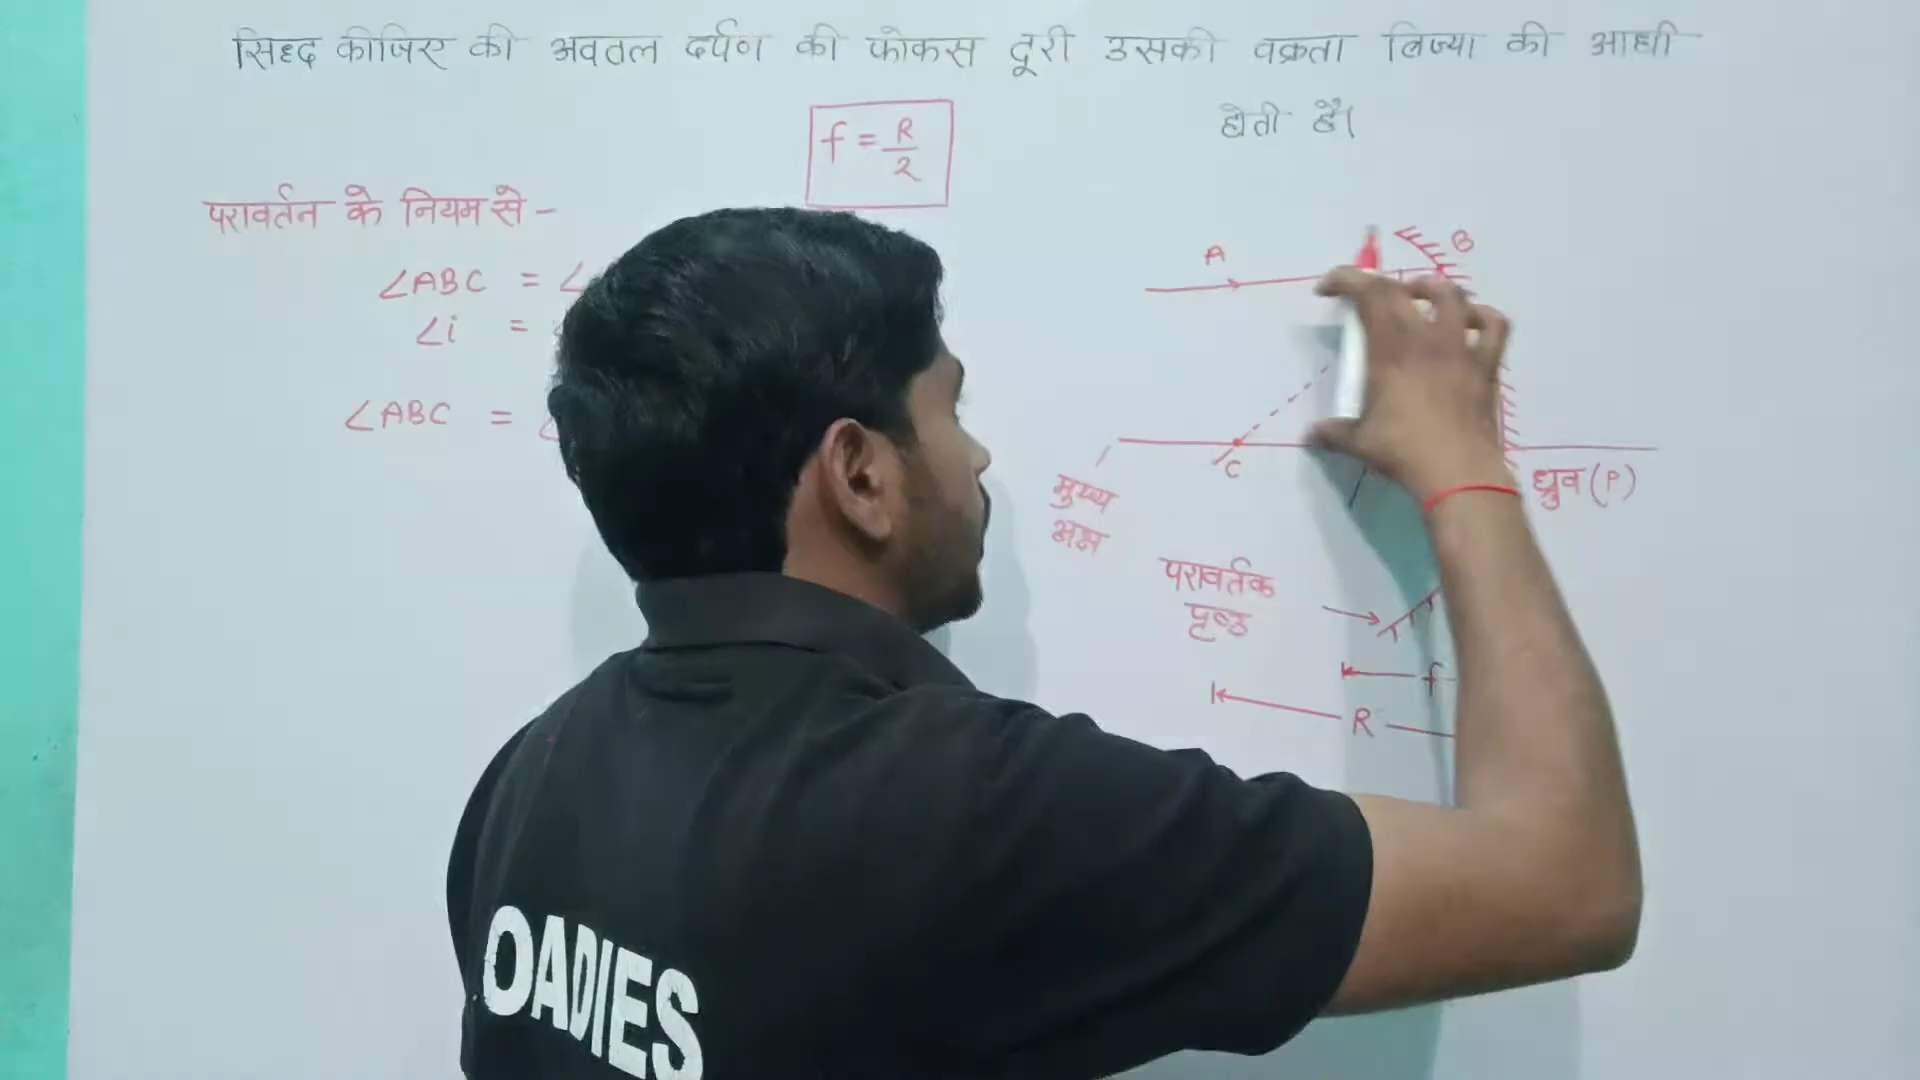 सिद्द कीजिए की अवतल दर्पण की फोकस दूरी उसकी वक्रता त्रिज्या की आधी
होती है।
f = R/2
परावर्तन के नियम से -
∠ABC = ∠
∠i =
∠ABC = ∠
A
B
C
ध्रुव (P)
मुख्य
अक्ष
परावर्तक
पृष्ठ
f
R
OADIES